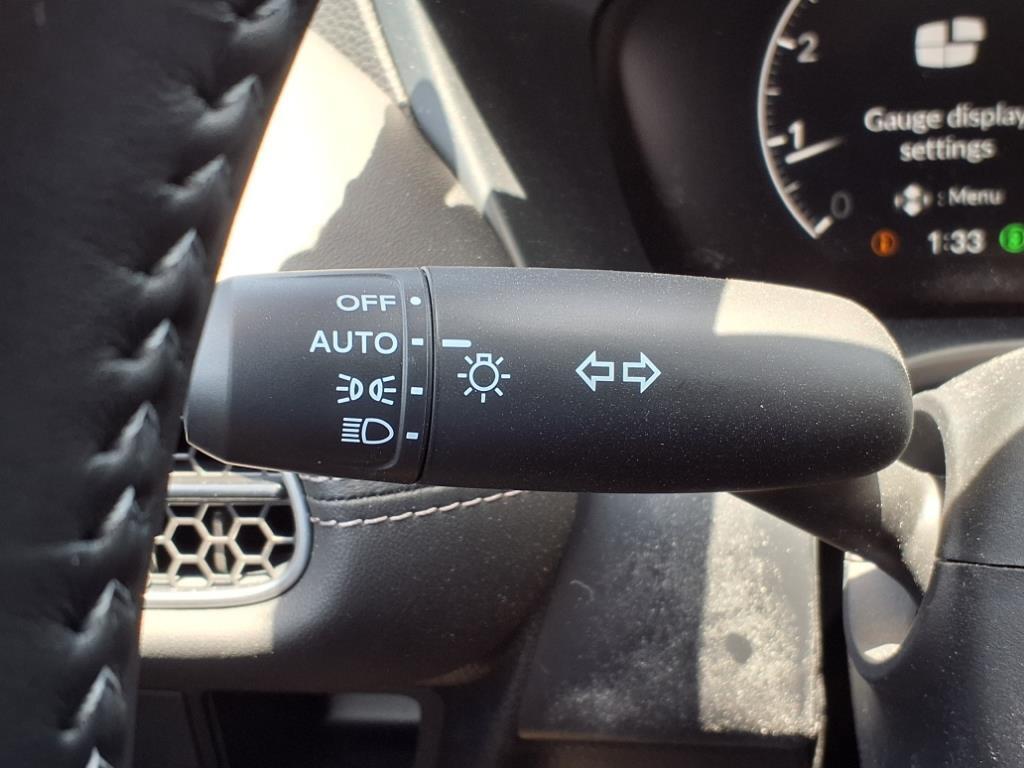 2
Gauge display
1
settings
0
: Menu
1:33
OFF
AUTO